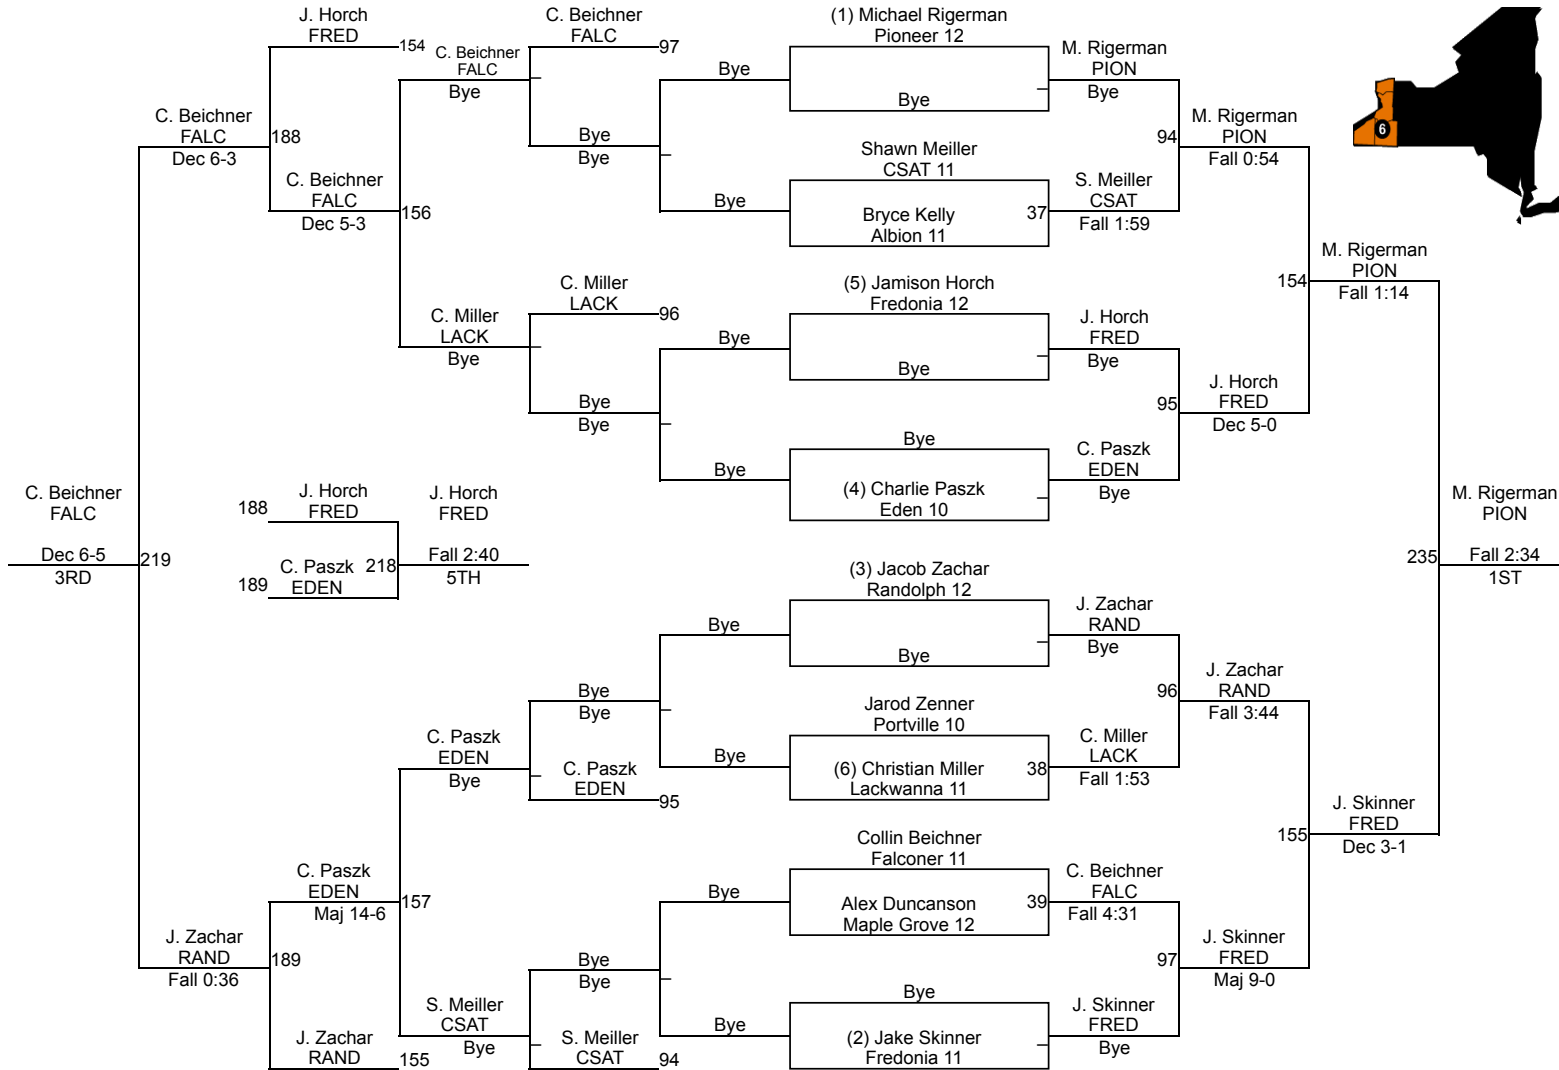 J. Horch
FRED
154
C. Beichner
FALC
Bye
C. Beichner
FALC
97
(1) Michael Rigerman
Pioneer 12
Bye
Bye
M. Rigerman
PION
Bye
6
C. Beichner
FALC
Dec 6-3
188
Bye
Bye
94
M. Rigerman
PION
Fall 0:54
C. Beichner
FALC
Dec 5-3
156
Bye
Shawn Meiller
CSAT 11
Bryce Kelly
Albion 11
37
S. Meiller
CSAT
Fall 1:59
M. Rigerman
PION
Fall 1:14
154
C. Miller
LACK
Bye
C. Miller
LACK
96
Bye
(5) Jamison Horch
Fredonia 12
Bye
J. Horch
FRED
Bye
Bye
Bye
95
J. Horch
FRED
Dec 5-0
Bye
Bye
(4) Charlie Paszk
Eden 10
C. Paszk
EDEN
Bye
C. Beichner
FALC
Dec 6-5
3RD
219
188
J. Horch
FRED
189
C. Paszk
EDEN
218
J. Horch
FRED
Fall 2:40
5TH
M. Rigerman
PION
235
Fall 2:34
1ST
Bye
(3) Jacob Zachar
Randolph 12
Bye
J. Zachar
RAND
Bye
Bye
Bye
96
J. Zachar
RAND
Fall 3:44
C. Paszk
EDEN
Bye
C. Paszk
EDEN
95
Bye
Jarod Zenner
Portville 10
(6) Christian Miller
Lackwanna 11
38
C. Miller
LACK
Fall 1:53
155
J. Skinner
FRED
Dec 3-1
C. Paszk
EDEN
Maj 14-6
157
Bye
Collin Beichner
Falconer 11
Alex Duncanson
Maple Grove 12
39
C. Beichner
FALC
Fall 4:31
J. Zachar
RAND
Fall 0:36
189
Bye
Bye
97
J. Skinner
FRED
Maj 9-0
J. Zachar
RAND
155
S. Meiller
CSAT
Bye
S. Meiller
CSAT
94
Bye
Bye
(2) Jake Skinner
Fredonia 11
J. Skinner
FRED
Bye